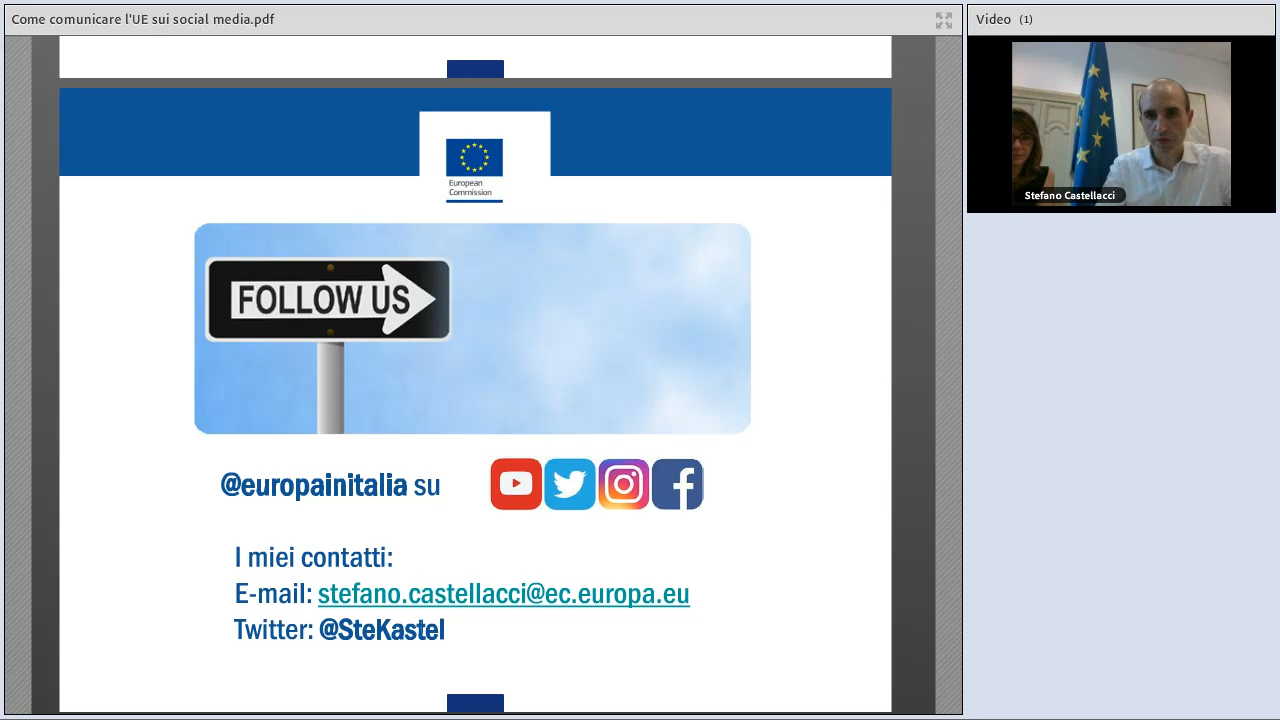 Come comunicare l'UE sui social media.pdf
Video (1)
Stefano Castellacci
European
Commission
FOLLOW US
@europainitalia su
I miei contatti:
E-mail: stefano.castellacci@ec.europa.eu
Twitter: @SteKastel